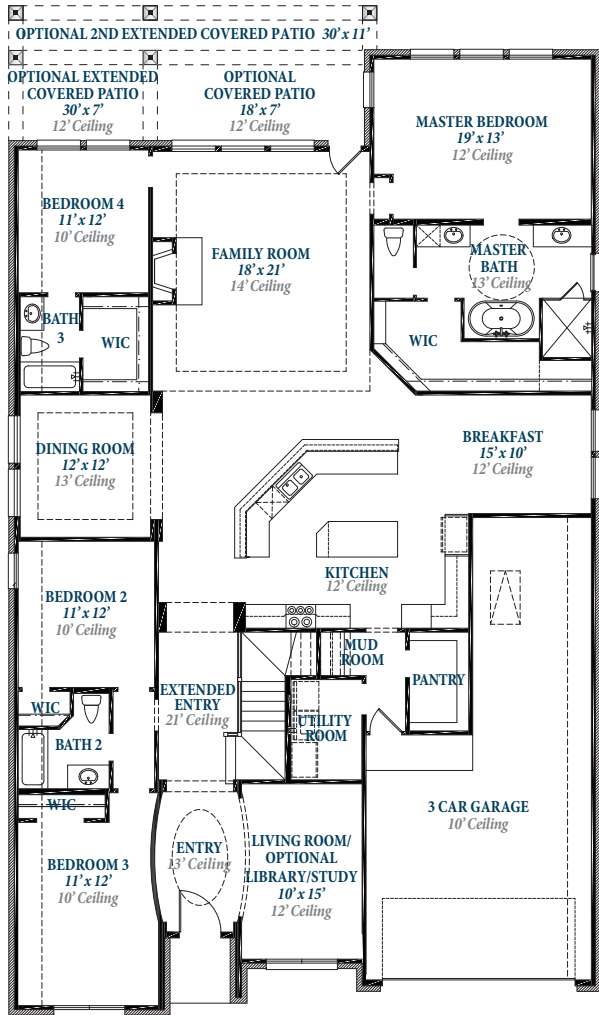 OPTIONAL 2ND EXTENDED COVERED PATIO 30' x 11'
OPTIONAL EXTENDED
COVERED PATIO
30' x 7'
12' Ceiling
OPTIONAL
COVERED PATIO
18' x 7'
12' Ceiling
MASTER BEDROOM
19' x 13'
12' Ceiling
BEDROOM 4
11' x 12'
10' Ceiling
FAMILY ROOM
18' x 21'
14' Ceiling
MASTER
BATH
13' Ceiling
BATH
3
WIC
WIC
DINING ROOM
12' x 12'
13' Ceiling
BREAKFAST
15' x 10'
12' Ceiling
KITCHEN
12' Ceiling
BEDROOM 2
11' x 12'
10' Ceiling
MUD
ROOM
PANTRY
EXTENDED
ENTRY
21' Ceiling
WIC
UTILITY
ROOM
BATH 2
WIC
3 CAR GARAGE
10' Ceiling
ENTRY
13' Ceiling
LIVING ROOM/
OPTIONAL
LIBRARY/STUDY
10' x 15'
12' Ceiling
BEDROOM 3
11' x 12'
10' Ceiling